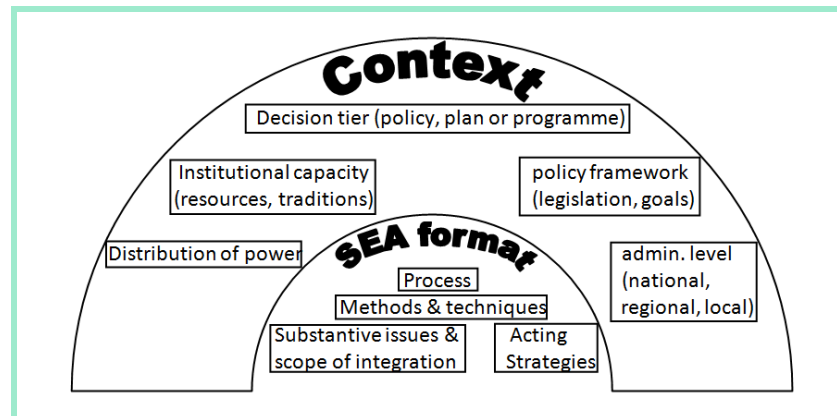 Context
Decision tier (policy, plan or programme)
Institutional capacity
(resources, traditions)
policy framework
(legislation, goals)
Distribution of power
admin. level
(national,
regional, local)
SEA format
Process
Methods & techniques
Substantive issues &
scope of integration
Acting
Strategies